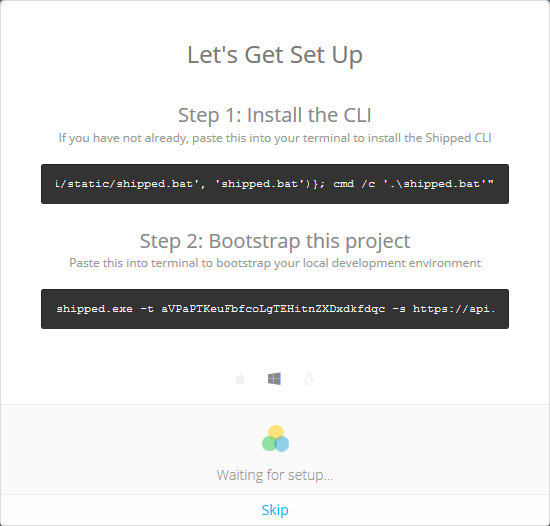 Let's Get Set Up
Step 1: Install the CLI
If you have not already, paste this into your terminal to install the Shipped CLI
i/static/shipped.bat', 'shipped.bat')}; cmd /c '.\shipped.bat'"
Step 2: Bootstrap this project
Paste this into terminal to bootstrap your local development environment
shipped.exe -t aVPaPTKeuFbfcoLgTEHitnZXDxdkfdqc -s https://api.
Waiting for setup...
Skip